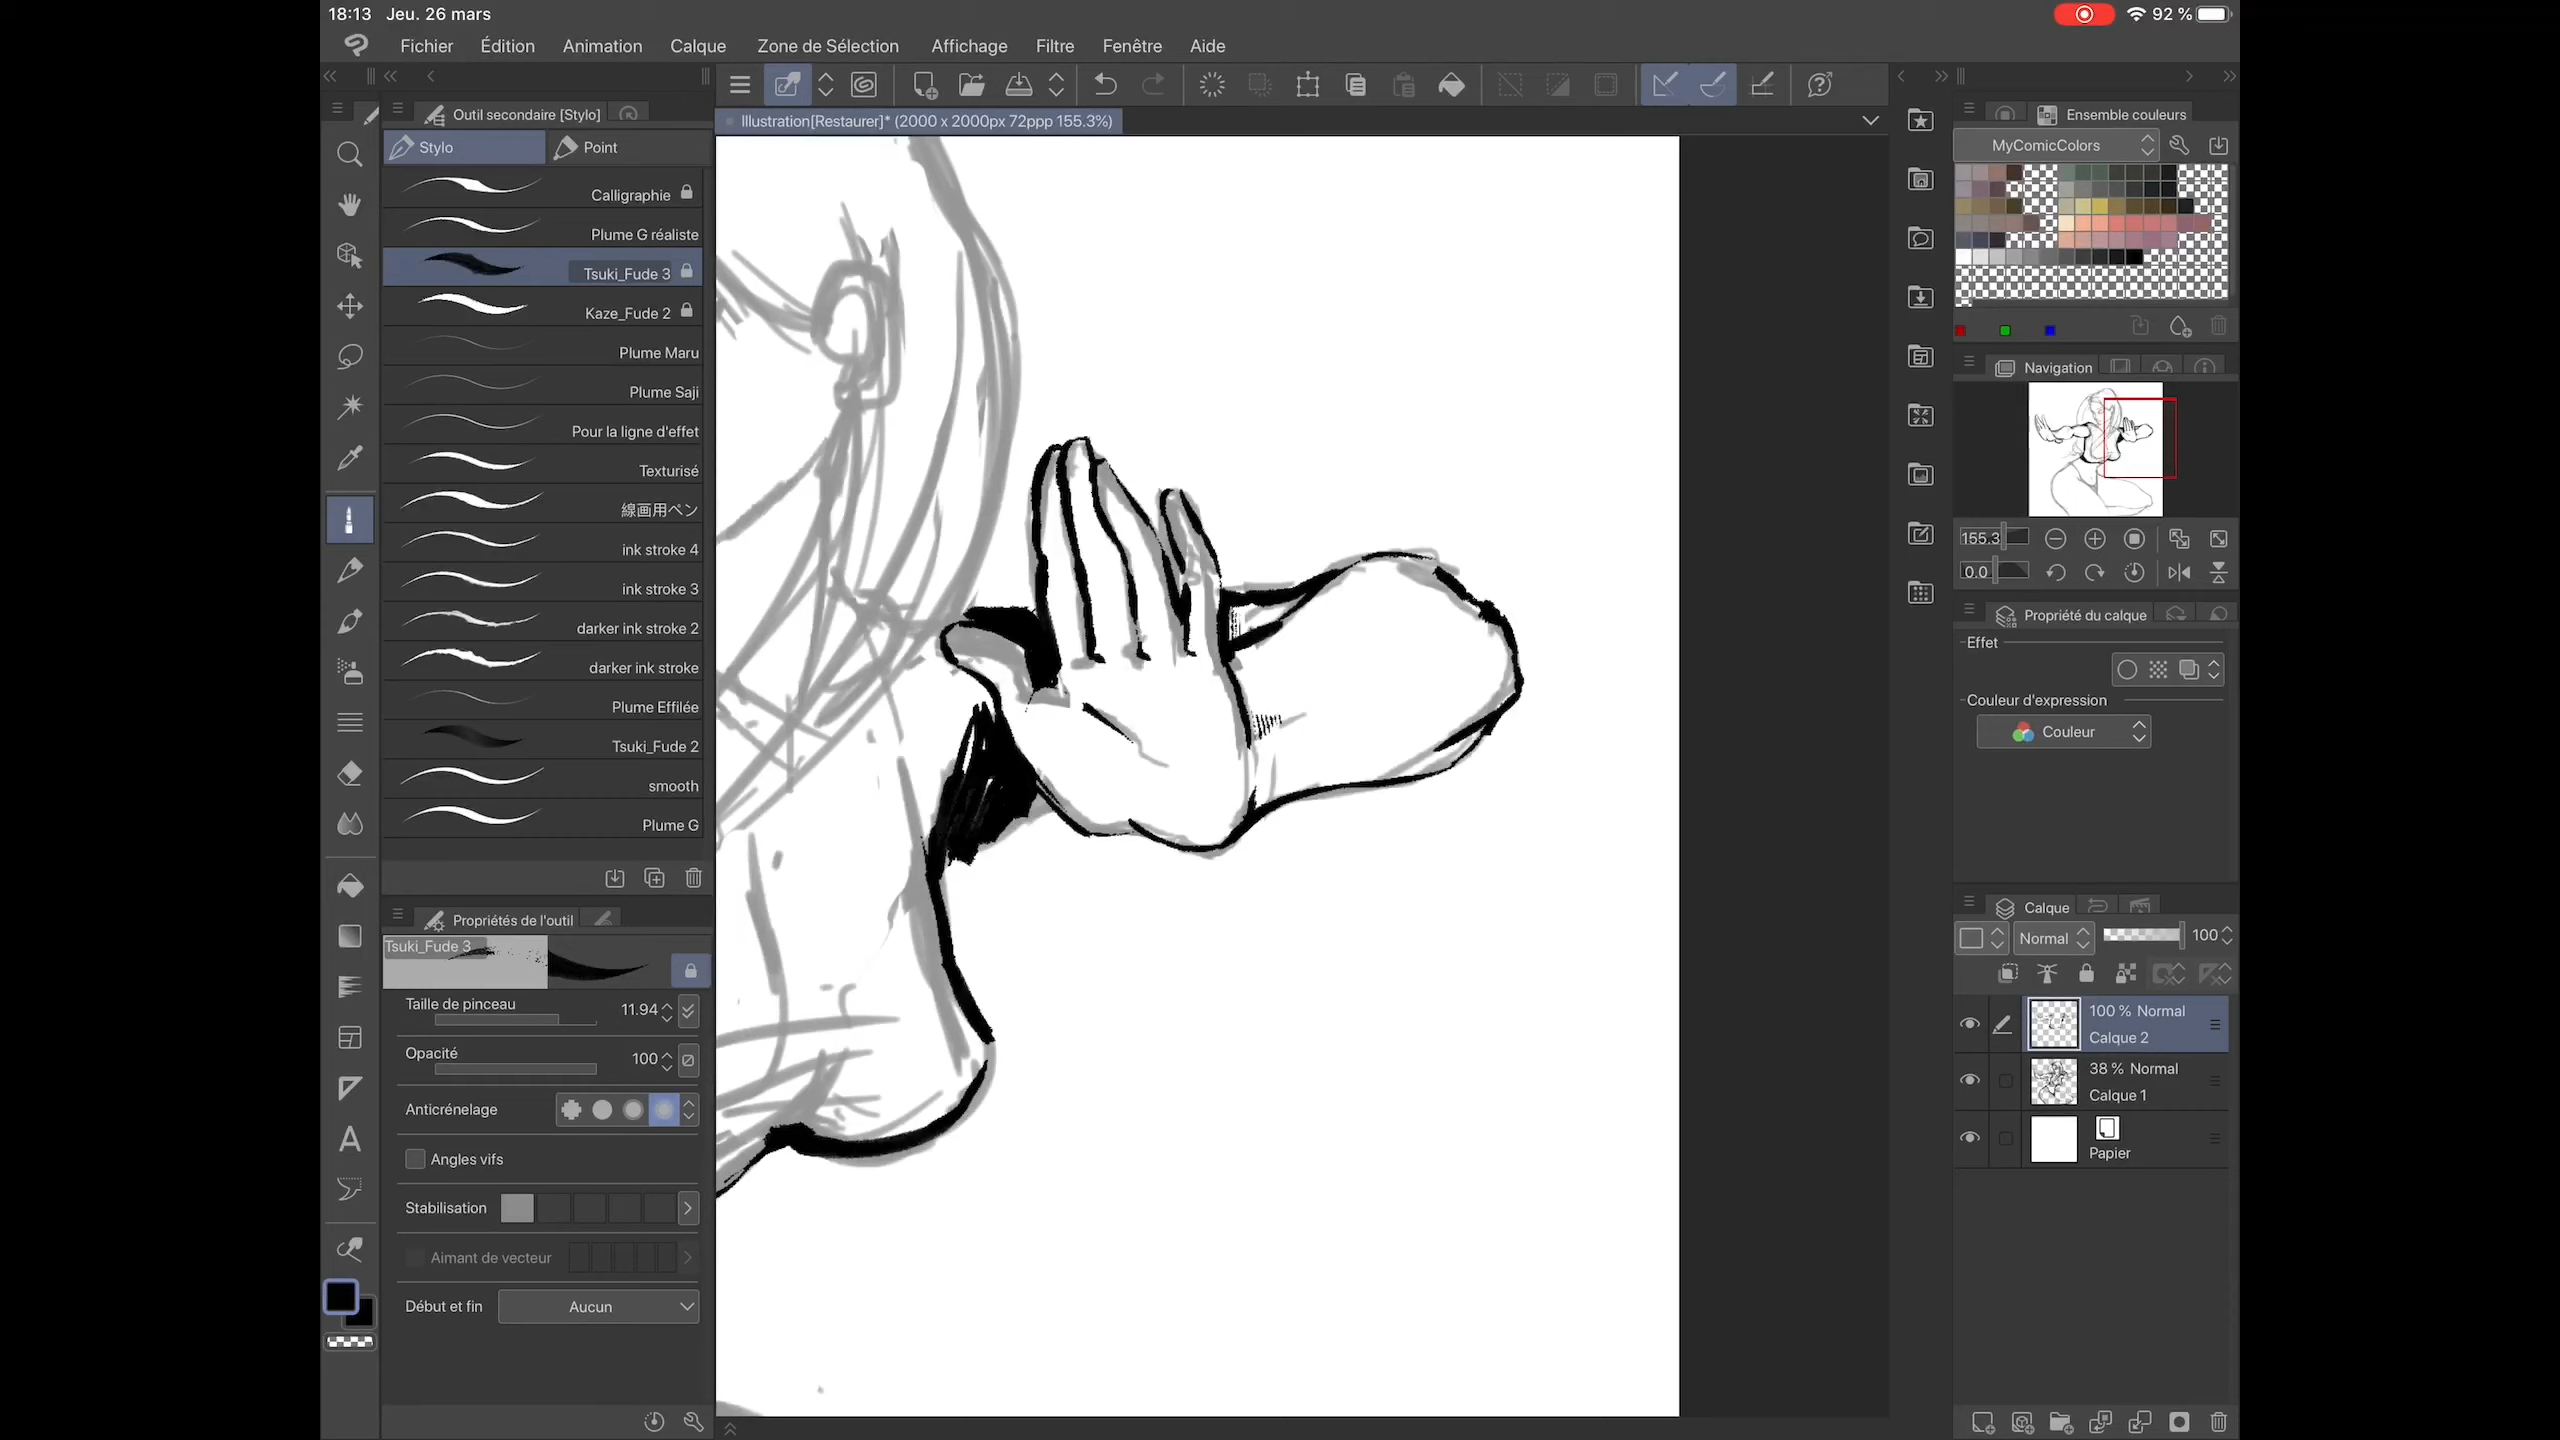 18:13 Jeu. 26 mars
92 %
Fichier Édition Animation Calque Zone de Sélection Affichage Filtre Fenêtre Aide
Outil secondaire [Stylo]
Stylo Point
Calligraphie
Plume G réaliste
Tsuki_Fude 3
Kaze_Fude 2
Plume Maru
Plume Saji
Pour la ligne d'effet
Texturisé
線画用ペン
ink stroke 4
ink stroke 3
darker ink stroke 2
darker ink stroke
Plume Effilée
Tsuki_Fude 2
smooth
Plume G
Propriétés de l'outil
Tsuki_Fude 3
Taille de pinceau 11.94
Opacité 100
Anticrénelage
Angles vifs
Stabilisation
Aimant de vecteur
Début et fin Aucun
Illustration[Restaurer]* (2000 x 2000px 72ppp 155.3%)
Ensemble couleurs
MyComicColors
Navigation
155.3
0.0
Propriété du calque
Effet
Couleur d'expression
Couleur
Calque
Normal 100
100 % Normal
Calque 2
38 % Normal
Calque 1
Papier